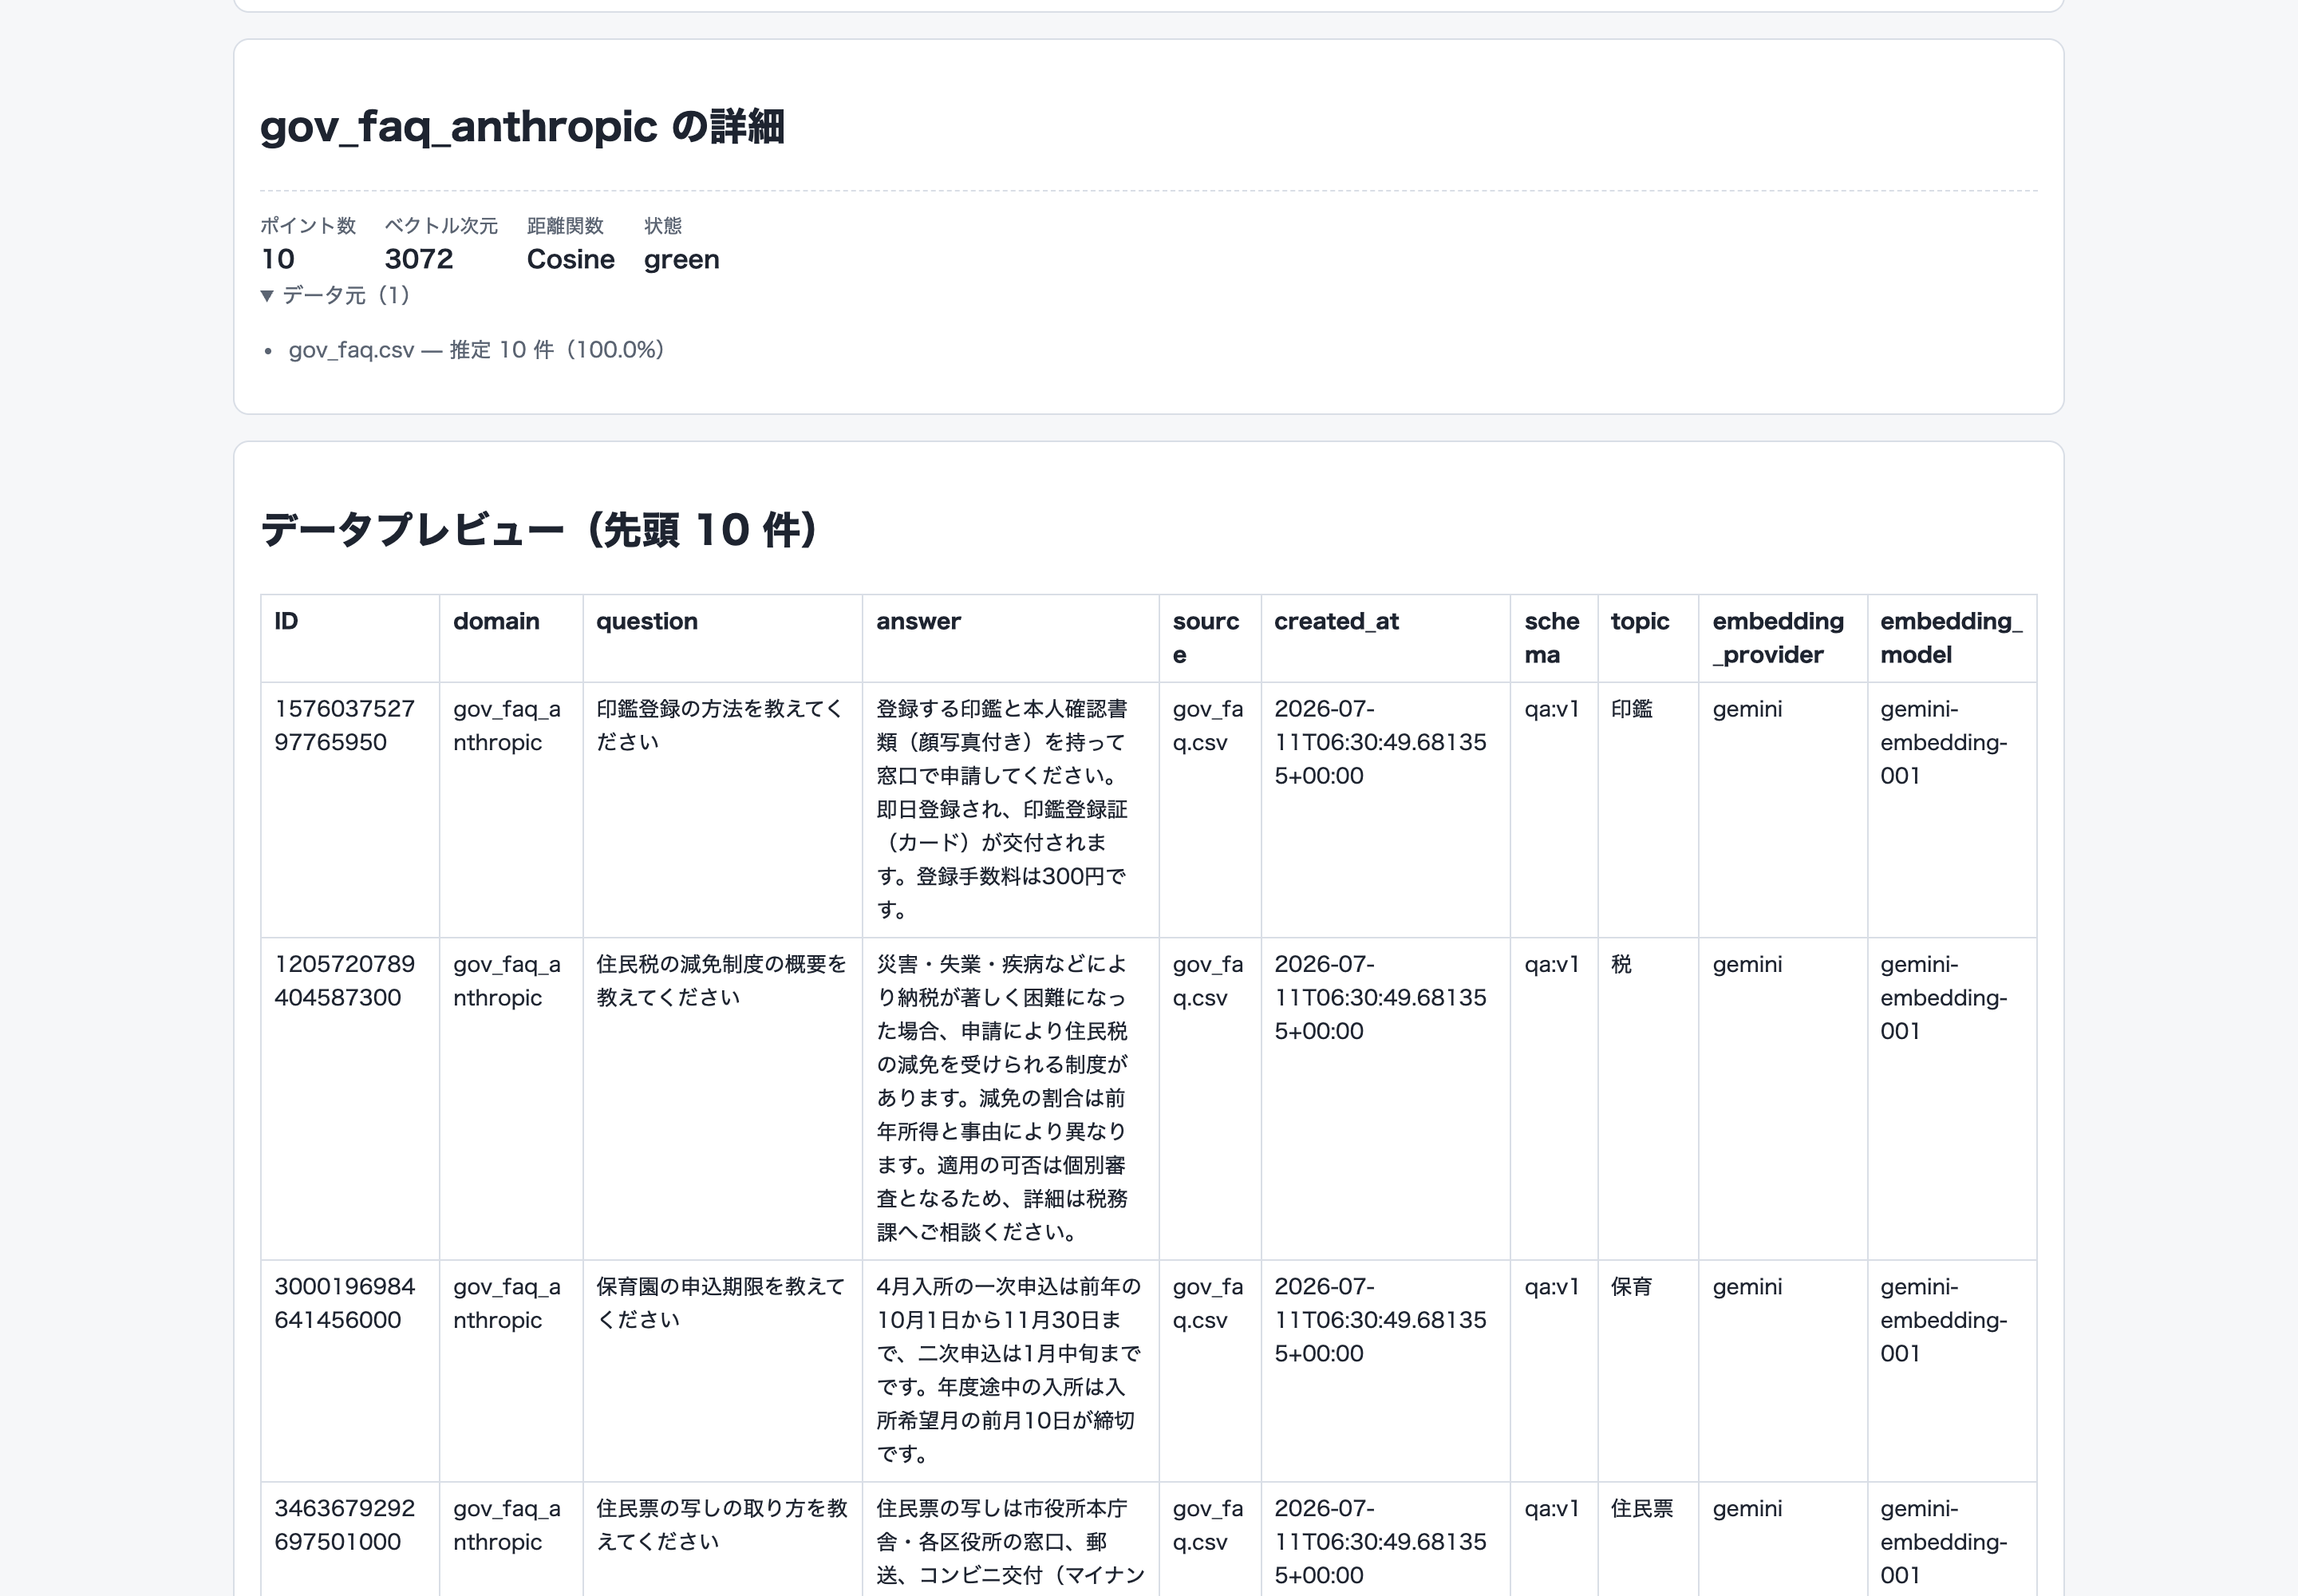 gov_faq_anthropic の詳細
ポイント数 ベクトル次元 距離関数 状態
10 3072 Cosine green
▼ データ元（1）
• gov_faq.csv — 推定 10 件（100.0%）
データプレビュー（先頭 10 件）
ID domain question answer sourc created_at sche topic embedding embedding_
e ma _provider model
1576037527 gov_faq_a 印鑑登録の方法を教えてく 登録する印鑑と本人確認書 gov_fa 2026-07- qa:v1 印鑑 gemini gemini-
97765950 nthropic ださい 類（顔写真付き）を持って q.csv 11T06:30:49.68135 embedding-
窓口で申請してください。 5+00:00 001
即日登録され、印鑑登録証
（カード）が交付されま
す。登録手数料は300円で
す。
1205720789 gov_faq_a 住民税の減免制度の概要を 災害・失業・疾病などによ gov_fa 2026-07- qa:v1 税 gemini gemini-
404587300 nthropic 教えてください り納税が著しく困難になっ q.csv 11T06:30:49.68135 embedding-
た場合、申請により住民税 5+00:00 001
の減免を受けられる制度が
あります。減免の割合は前
年所得と事由により異なり
ます。適用の可否は個別審
査となるため、詳細は税務
課へご相談ください。
3000196984 gov_faq_a 保育園の申込期限を教えて 4月入所の一次申込は前年の gov_fa 2026-07- qa:v1 保育 gemini gemini-
641456000 nthropic ください 10月1日から11月30日ま q.csv 11T06:30:49.68135 embedding-
で、二次申込は1月中旬まで 5+00:00 001
です。年度途中の入所は入
所希望月の前月10日が締切
です。
3463679292 gov_faq_a 住民票の写しの取り方を教 住民票の写しは市役所本庁 gov_fa 2026-07- qa:v1 住民票 gemini gemini-
697501000 nthropic えてください 舎・各区役所の窓口、郵 q.csv 11T06:30:49.68135 embedding-
送、コンビニ交付（マイナン 5+00:00 001